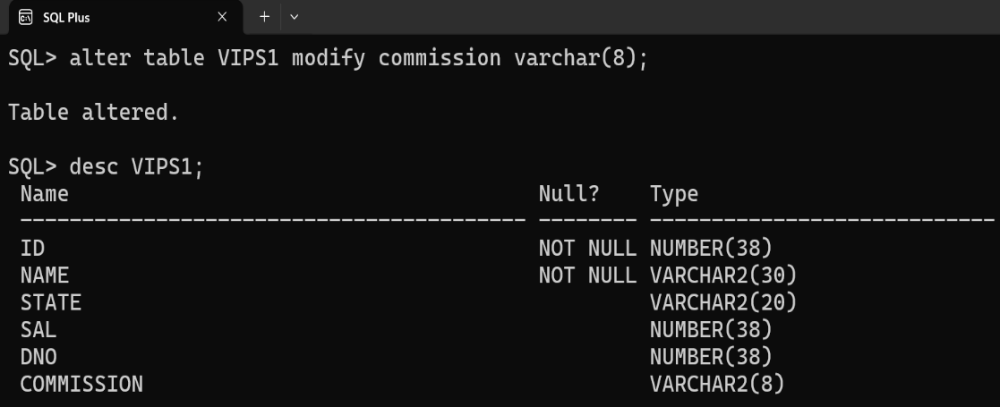 SQL Plus
SQL> alter table VIPS1 modify commission varchar(8);
Table altered.
SQL> desc VIPS1;
Name Null? Type
----------------------------------------- -------- ----------------------------
ID NOT NULL NUMBER(38)
NAME NOT NULL VARCHAR2(30)
STATE VARCHAR2(20)
SAL NUMBER(38)
DNO NUMBER(38)
COMMISSION VARCHAR2(8)